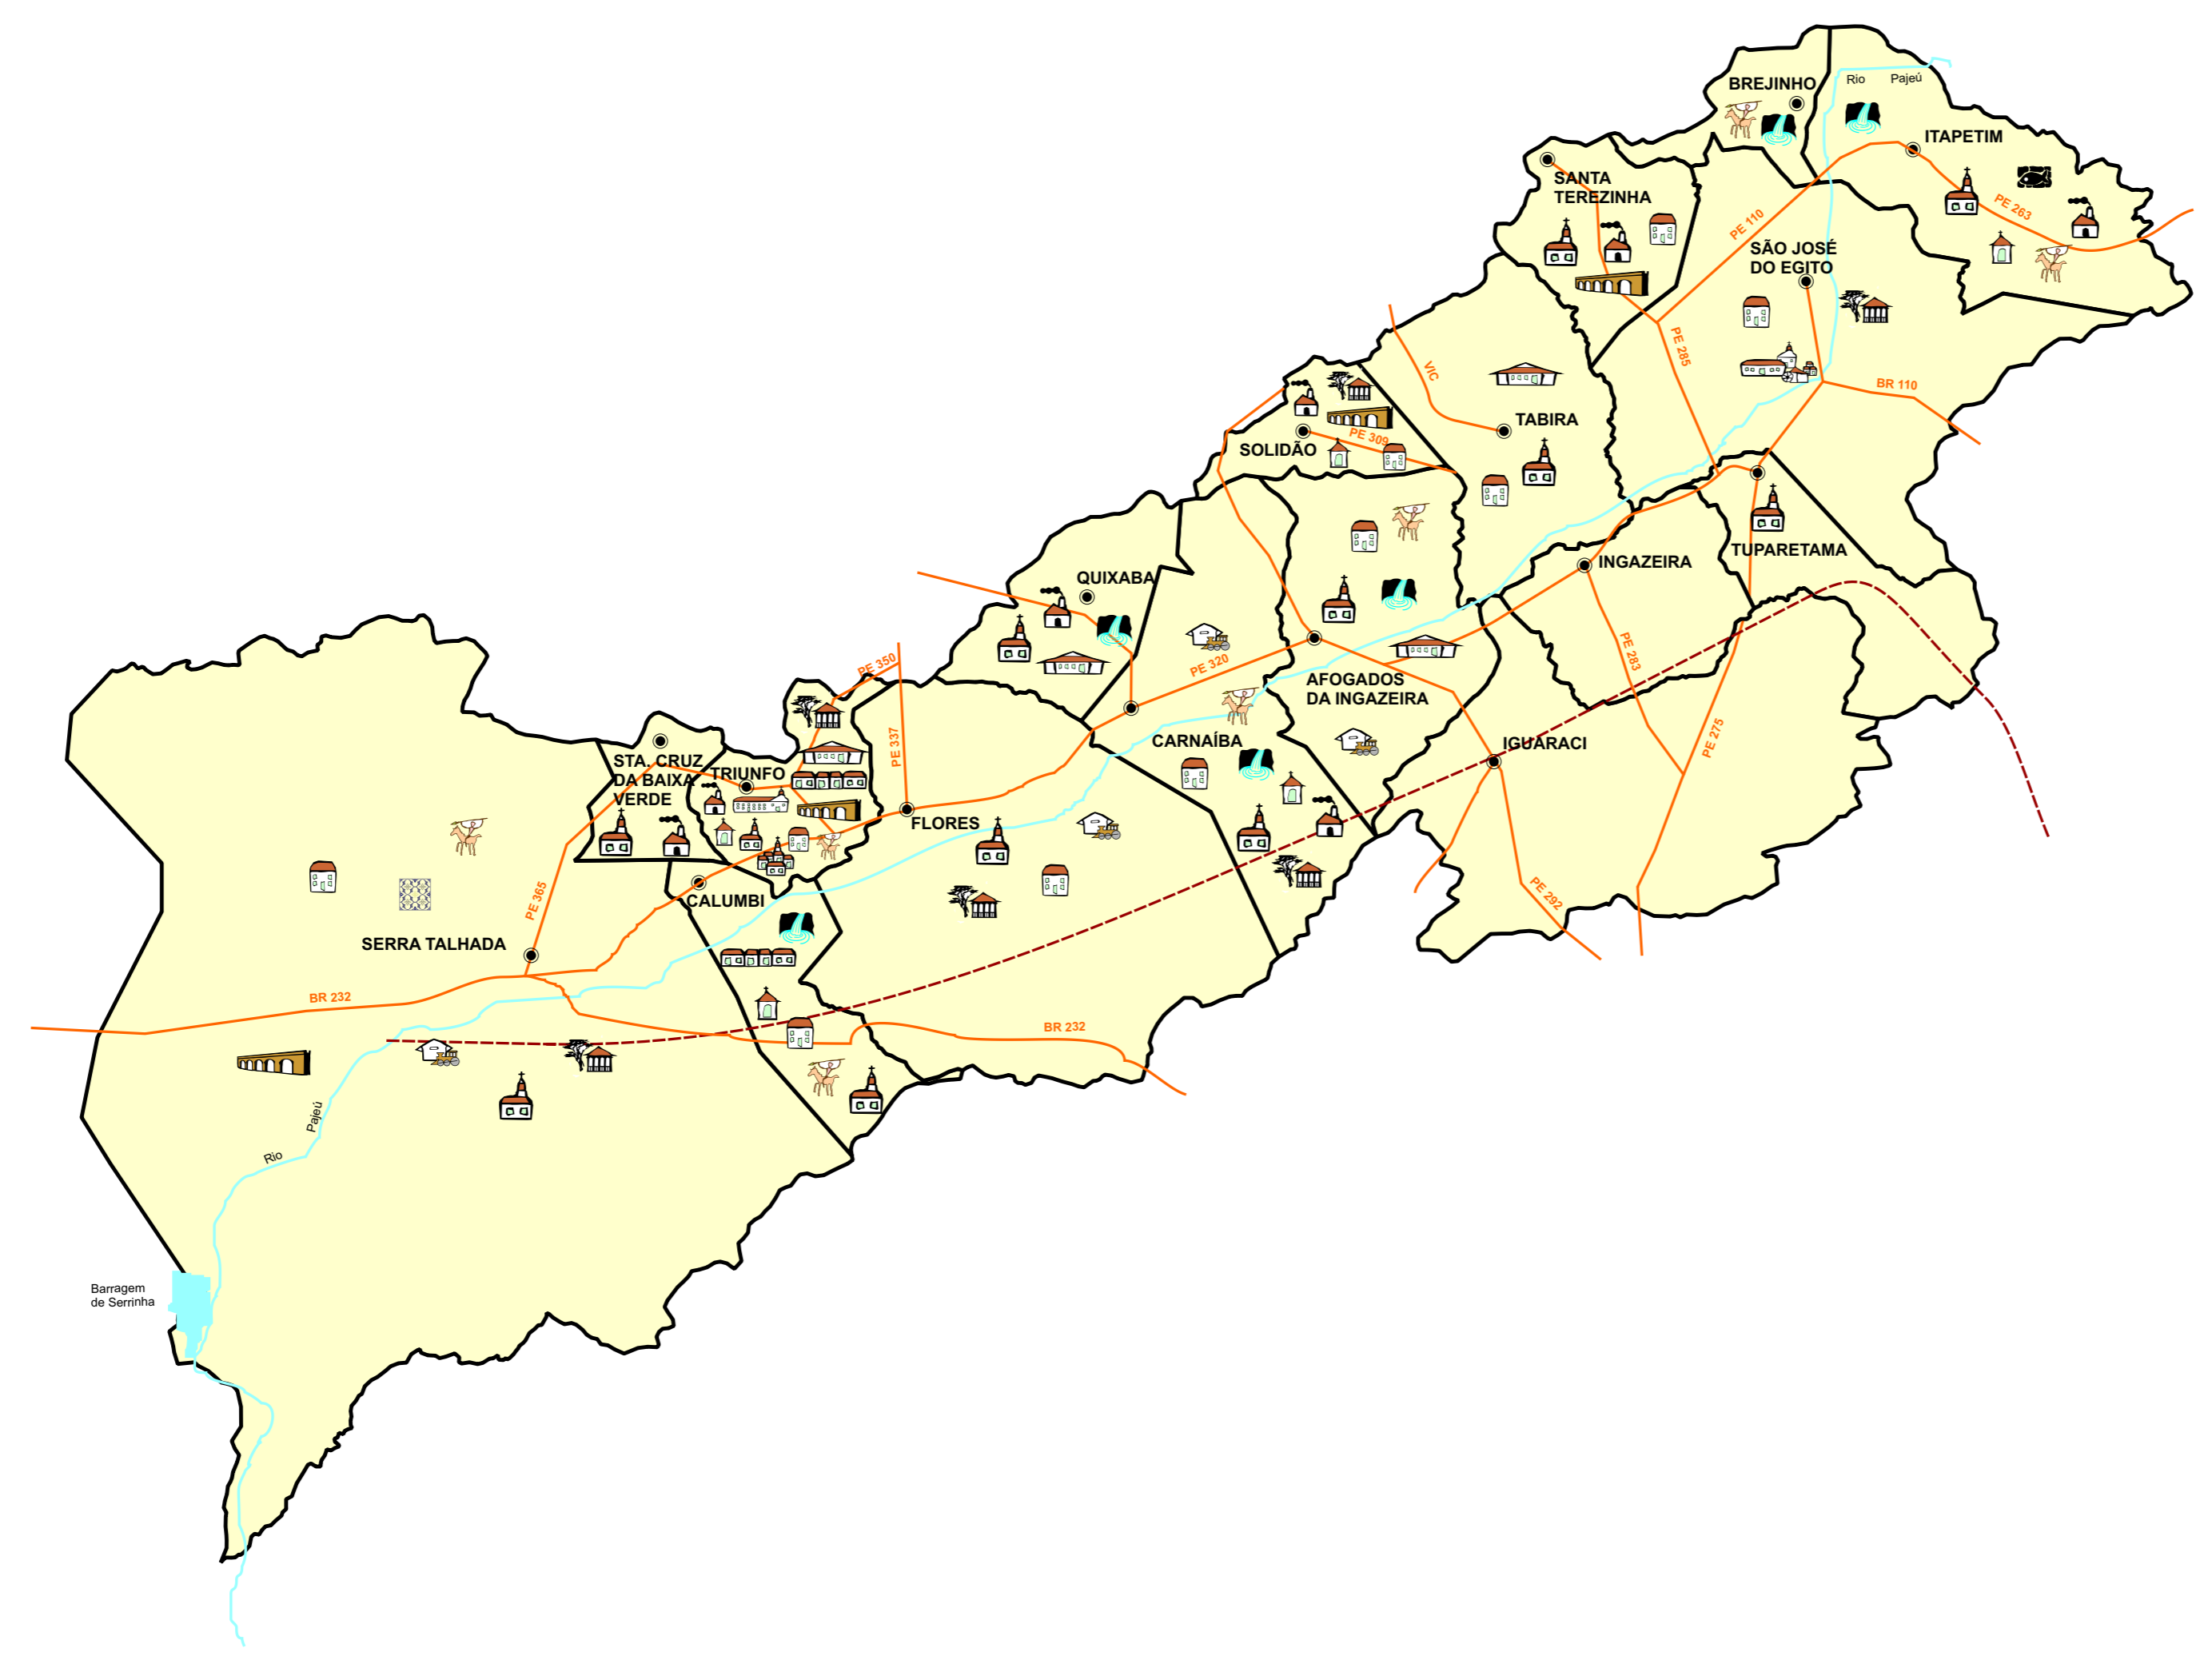 BREJINHO
Rio Pajeú
ITAPETIM
SANTA
TEREZINHA
PE 263
PE 110
SÃO JOSÉ
DO EGITO
PE 285
VIC
BR 110
TABIRA
PE 309
SOLIDÃO
TUPARETAMA
INGAZEIRA
QUIXABA
PE 283
PE 320
PE 350
AFOGADOS
DA INGAZEIRA
PE 275
PE 337
CARNAÍBA
IGUARACI
STA. CRUZ
DA BAIXA
VERDE
TRIUNFO
FLORES
PE 365
CALUMBI
PE 292
SERRA TALHADA
BR 232
BR 232
Rio Pajeú
Barragem
de Serrinha